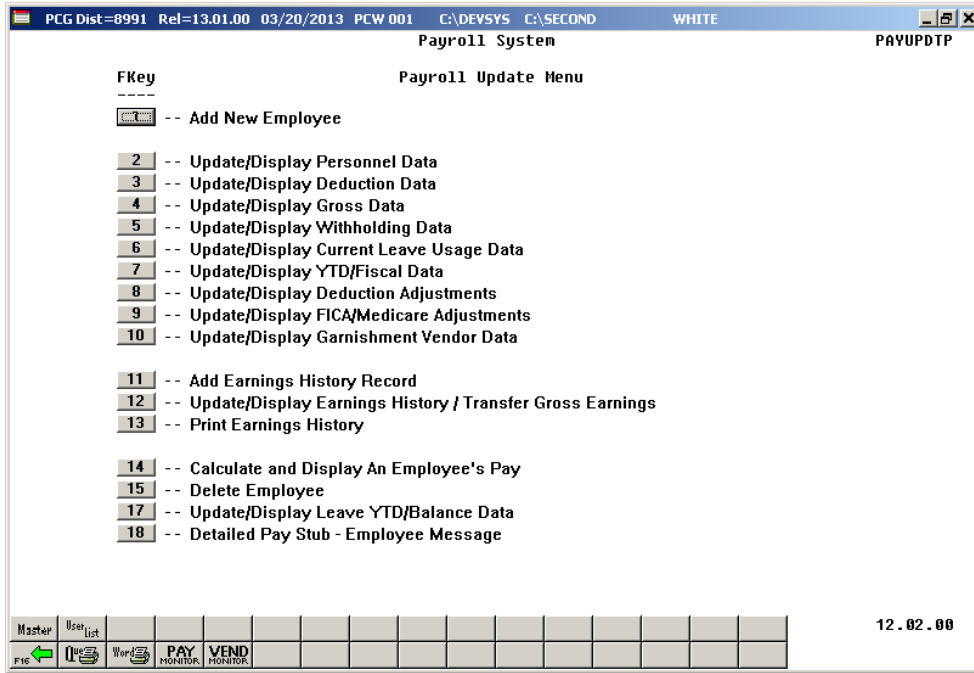 PCG Dist=8991 Rel=13.01.00 03/20/2013 PCW 001 C:\DEVSYS C:\SECOND WHITE
Payroll System PAYUPDTP
FKey Payroll Update Menu
----
1 -- Add New Employee
2 -- Update/Display Personnel Data
3 -- Update/Display Deduction Data
4 -- Update/Display Gross Data
5 -- Update/Display Withholding Data
6 -- Update/Display Current Leave Usage Data
7 -- Update/Display YTD/Fiscal Data
8 -- Update/Display Deduction Adjustments
9 -- Update/Display FICA/Medicare Adjustments
10 -- Update/Display Garnishment Vendor Data
11 -- Add Earnings History Record
12 -- Update/Display Earnings History / Transfer Gross Earnings
13 -- Print Earnings History
14 -- Calculate and Display An Employee's Pay
15 -- Delete Employee
17 -- Update/Display Leave YTD/Balance Data
18 -- Detailed Pay Stub - Employee Message
Master User List 12.02.00
F16 Que Word PAY MONITOR VEND MONITOR